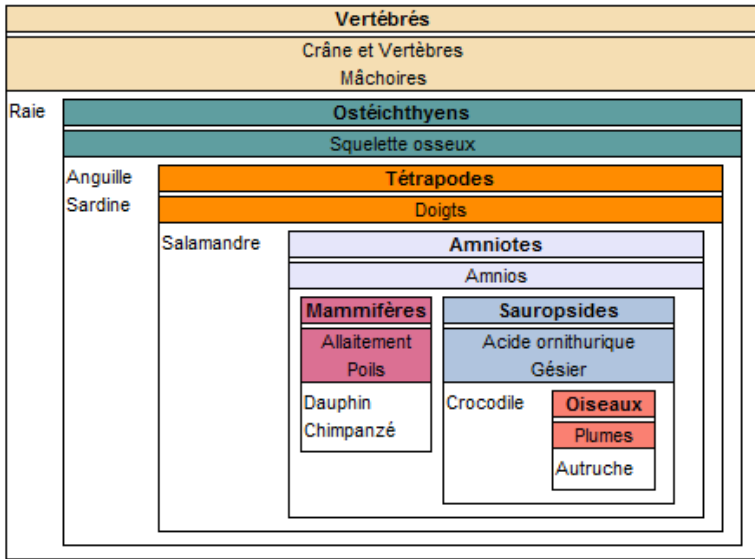 Vertébrés
Crâne et Vertèbres
Mâchoires
Raie
Ostéichthyens
Squelette osseux
Anguille
Sardine
Tétrapodes
Doigts
Salamandre
Amniotes
Amnios
Mammifères
Allaitement
Poils
Dauphin
Chimpanzé
Sauropsides
Acide ornithurique
Gésier
Crocodile
Oiseaux
Plumes
Autruche